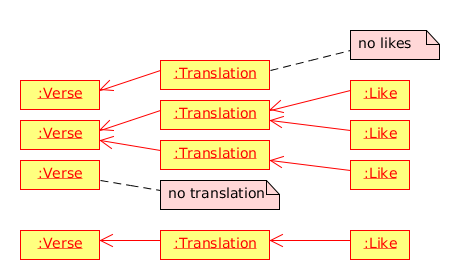 no likes
:Translation
:Verse
:Like
:Translation
:Verse
:Like
:Translation
:Verse
:Like
no translation
:Verse
:Translation
:Like